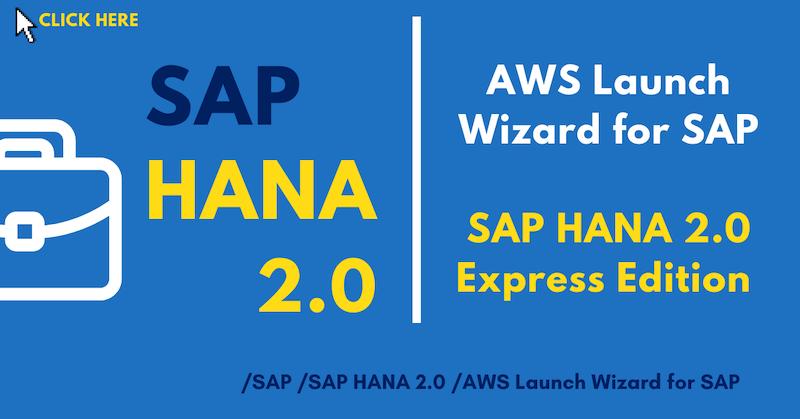 CLICK HERE
SAP
HANA
2.0
AWS Launch
Wizard for SAP
SAP HANA 2.0
Express Edition
/SAP /SAP HANA 2.0 /AWS Launch Wizard for SAP